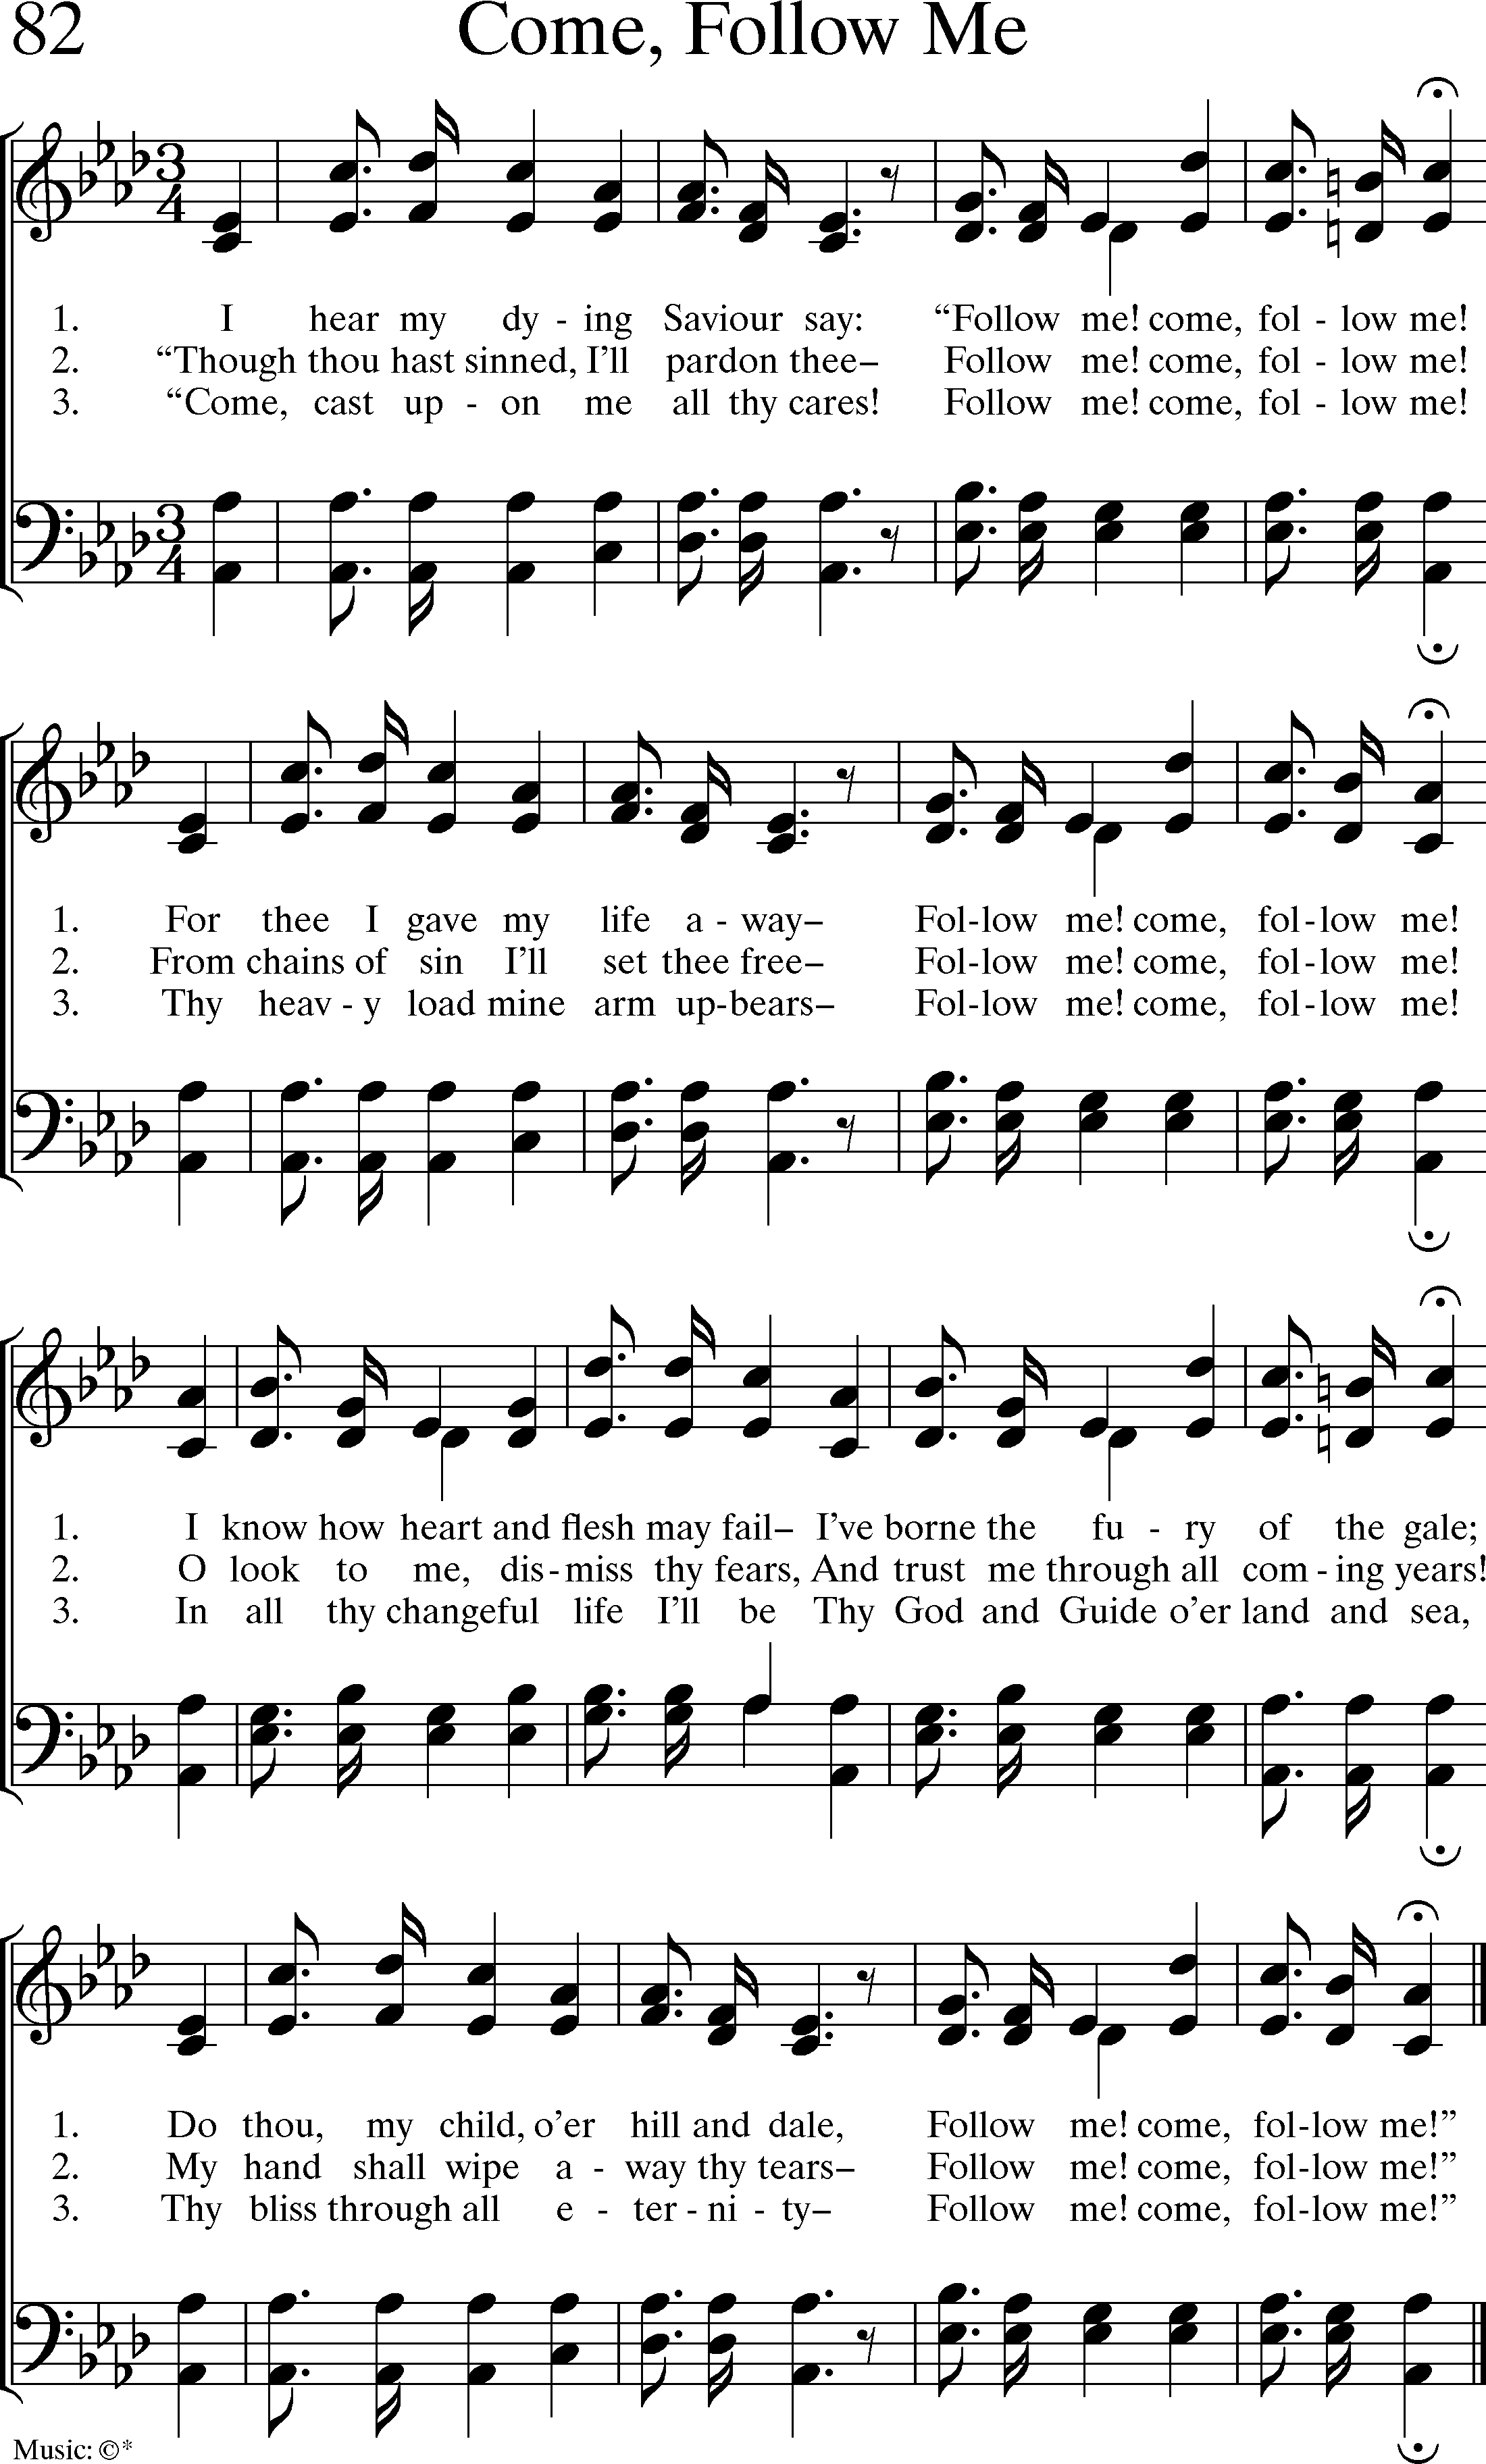 82 Come, Follow Me
1. I hear my dy - ing Saviour say: “Follow me! come, fol - low me!
2. “Though thou hast sinned, I’ll pardon thee– Follow me! come, fol - low me!
3. “Come, cast up - on me all thy cares! Follow me! come, fol - low me!
1. For thee I gave my life a - way– Fol-low me! come, fol-low me!
2. From chains of sin I’ll set thee free– Fol-low me! come, fol-low me!
3. Thy heav - y load mine arm up-bears– Fol-low me! come, fol-low me!
1. I know how heart and flesh may fail– I’ve borne the fu - ry of the gale;
2. O look to me, dis-miss thy fears, And trust me through all com - ing years!
3. In all thy changeful life I’ll be Thy God and Guide o’er land and sea,
1. Do thou, my child, o’er hill and dale, Follow me! come, fol-low me!”
2. My hand shall wipe a - way thy tears– Follow me! come, fol-low me!”
3. Thy bliss through all e - ter - ni - ty– Follow me! come, fol-low me!”
Music: ©*